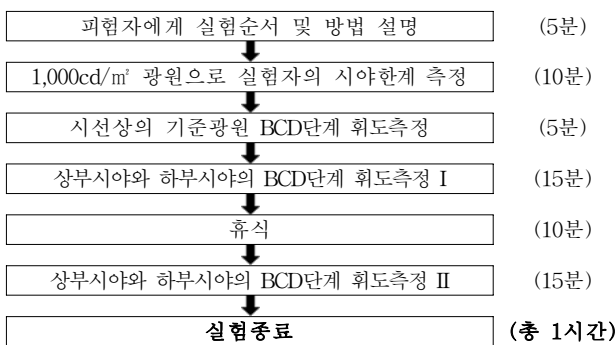 피험자에게 실험순서 및 방법 설명 (5분)
1,000cd/㎡ 광원으로 실험자의 시야한계 측정 (10분)
시선상의 기준광원 BCD단계 휘도측정 (5분)
상부시야와 하부시야의 BCD단계 휘도측정 Ⅰ (15분)
휴식 (10분)
상부시야와 하부시야의 BCD단계 휘도측정 Ⅱ (15분)
실험종료 (총 1시간)